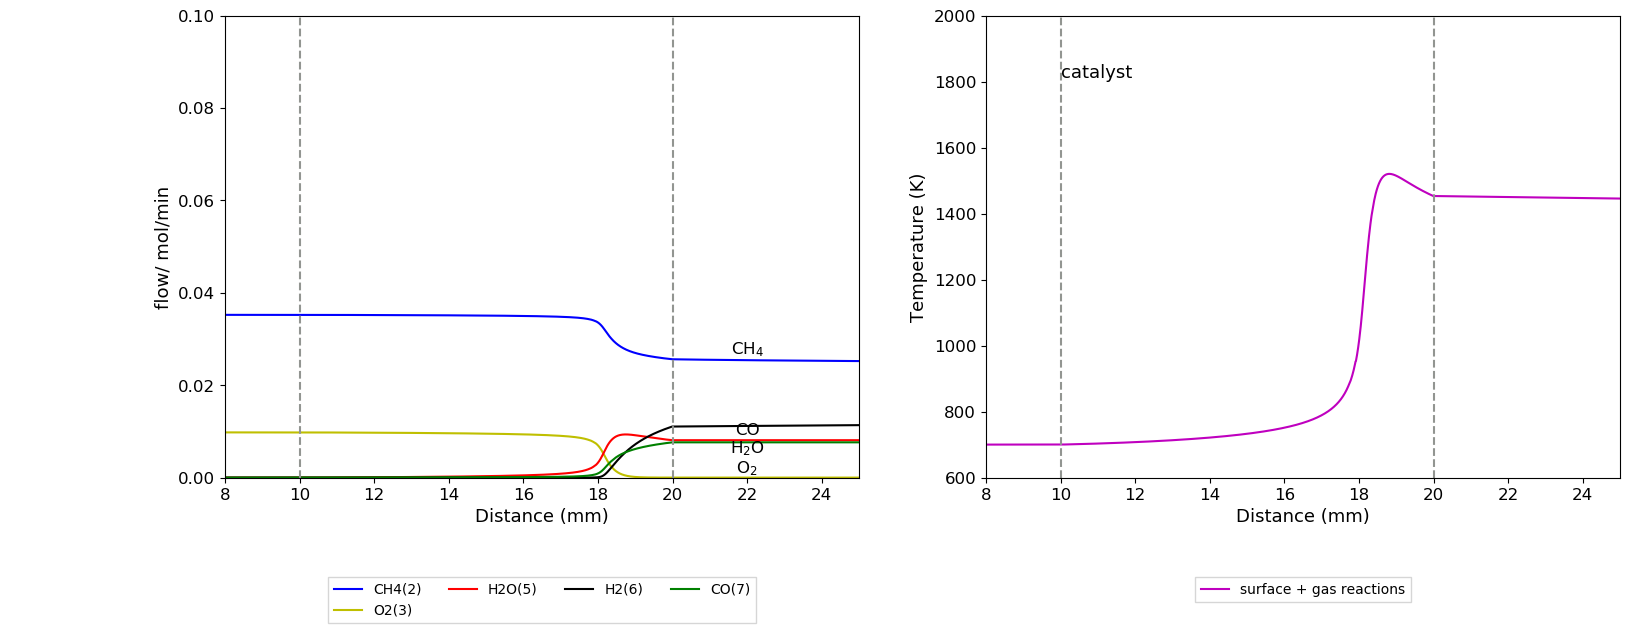 0.10
0.08
0.06
0.04
0.02
0.00
flow/ mol/min
8 10 12 14 16 18 20 22 24
Distance (mm)
CH₄
CO
H₂O
O₂
CH4(2) H2O(5) H2(6) CO(7)
O2(3)
2000
1800
1600
1400
1200
1000
800
600
Temperature (K)
catalyst
8 10 12 14 16 18 20 22 24
Distance (mm)
surface + gas reactions